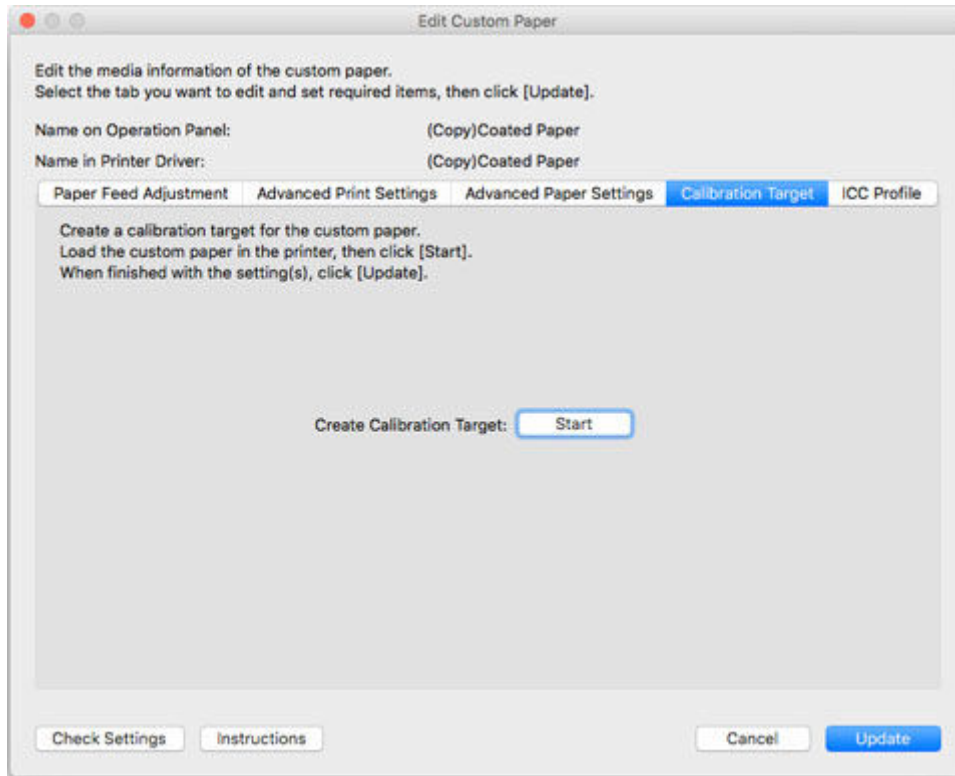 Edit Custom Paper
Edit the media information of the custom paper.
Select the tab you want to edit and set required items, then click [Update].
Name on Operation Panel: (Copy)Coated Paper
Name in Printer Driver: (Copy)Coated Paper
Paper Feed Adjustment Advanced Print Settings Advanced Paper Settings Calibration Target ICC Profile
Create a calibration target for the custom paper.
Load the custom paper in the printer, then click [Start].
When finished with the setting(s), click [Update].
Create Calibration Target: Start
Check Settings Instructions Cancel Update